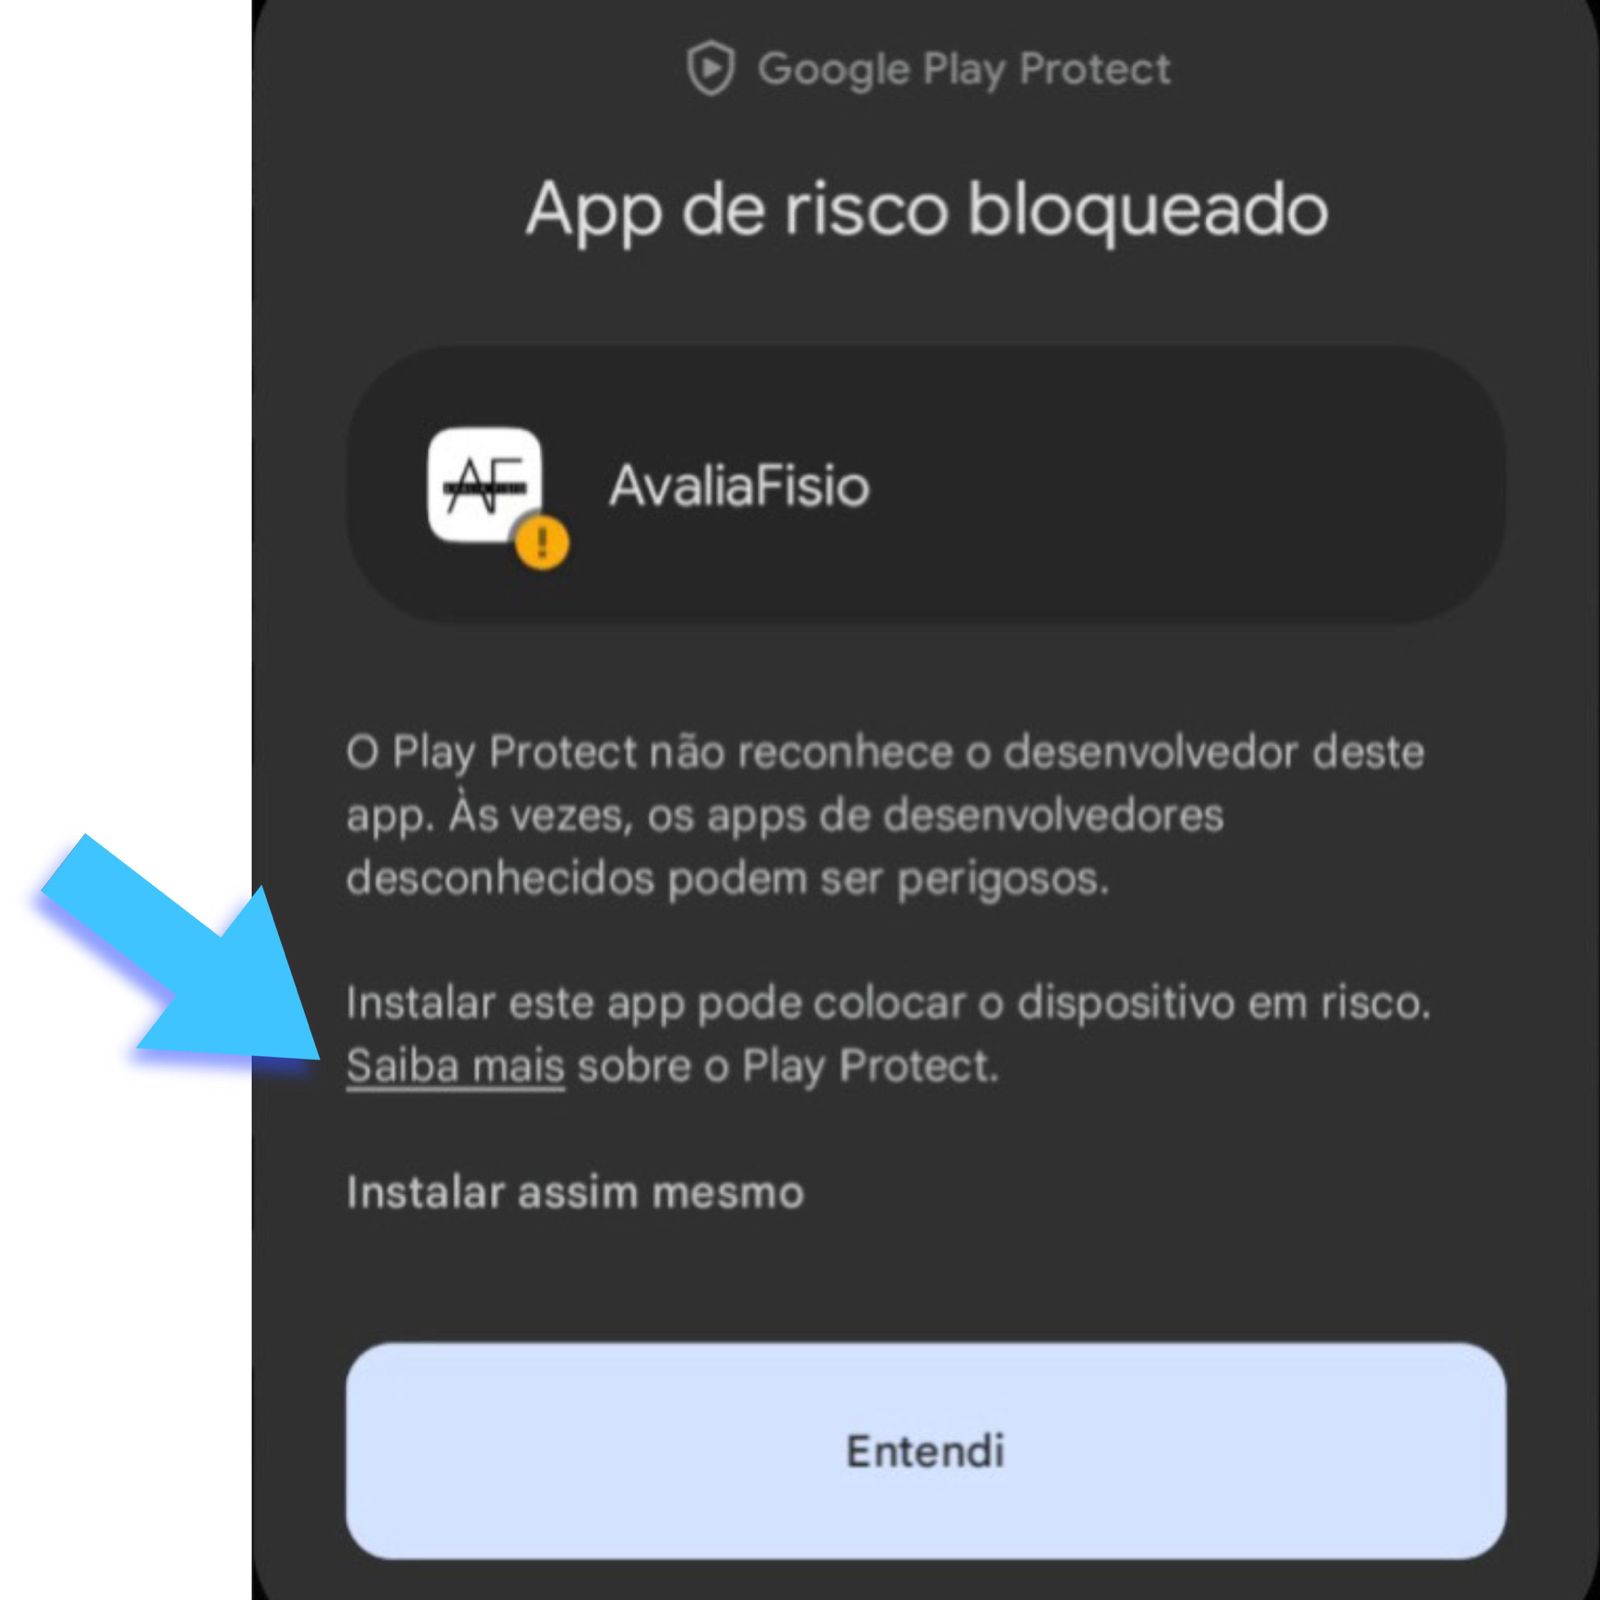 Google Play Protect
App de risco bloqueado
AF
AvaliaFisio
O Play Protect não reconhece o desenvolvedor deste
app. Às vezes, os apps de desenvolvedores
desconhecidos podem ser perigosos.
Instalar este app pode colocar o dispositivo em risco.
Saiba mais sobre o Play Protect.
Instalar assim mesmo
Entendi